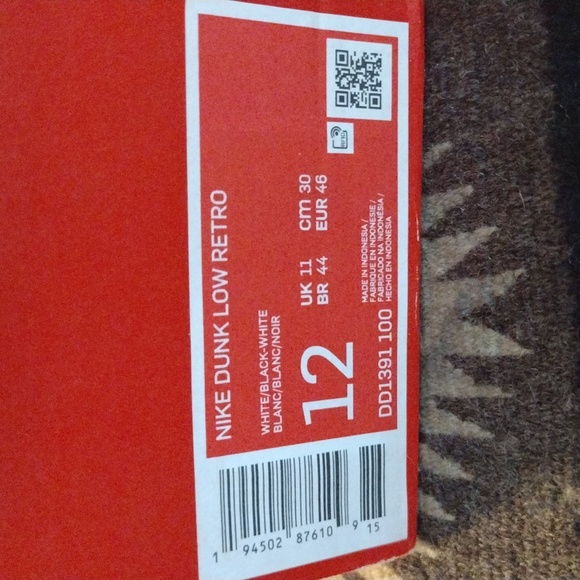 NIKE DUNK LOW RETRO
WHITE/BLACK-WHITE
BLANC/BLANC/NOIR
12
UK 11 cm 30
BR 44 EUR 46
DD1391 100
MADE IN INDONESIA /
FABRIQUE EN INDONESIE /
FABRICADO NA INDONÉSIA /
HECHO EN INDONESIA
1 94502 87610 9 15